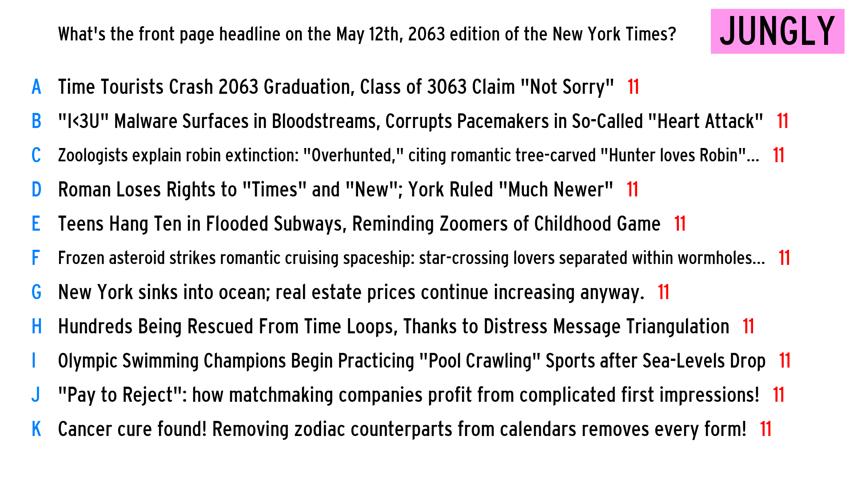 What's the front page headline on the May 12th, 2063 edition of the New York Times?
JUNGLY
A Time Tourists Crash 2063 Graduation, Class of 3063 Claim "Not Sorry" 11
B "I<3U" Malware Surfaces in Bloodstreams, Corrupts Pacemakers in So-Called "Heart Attack" 11
C Zoologists explain robin extinction: "Overhunted," citing romantic tree-carved "Hunter loves Robin"... 11
D Roman Loses Rights to "Times" and "New"; York Ruled "Much Newer" 11
E Teens Hang Ten in Flooded Subways, Reminding Zoomers of Childhood Game 11
F Frozen asteroid strikes romantic cruising spaceship: star-crossing lovers separated within wormholes... 11
G New York sinks into ocean; real estate prices continue increasing anyway. 11
H Hundreds Being Rescued From Time Loops, Thanks to Distress Message Triangulation 11
I Olympic Swimming Champions Begin Practicing "Pool Crawling" Sports after Sea-Levels Drop 11
J "Pay to Reject": how matchmaking companies profit from complicated first impressions! 11
K Cancer cure found! Removing zodiac counterparts from calendars removes every form! 11